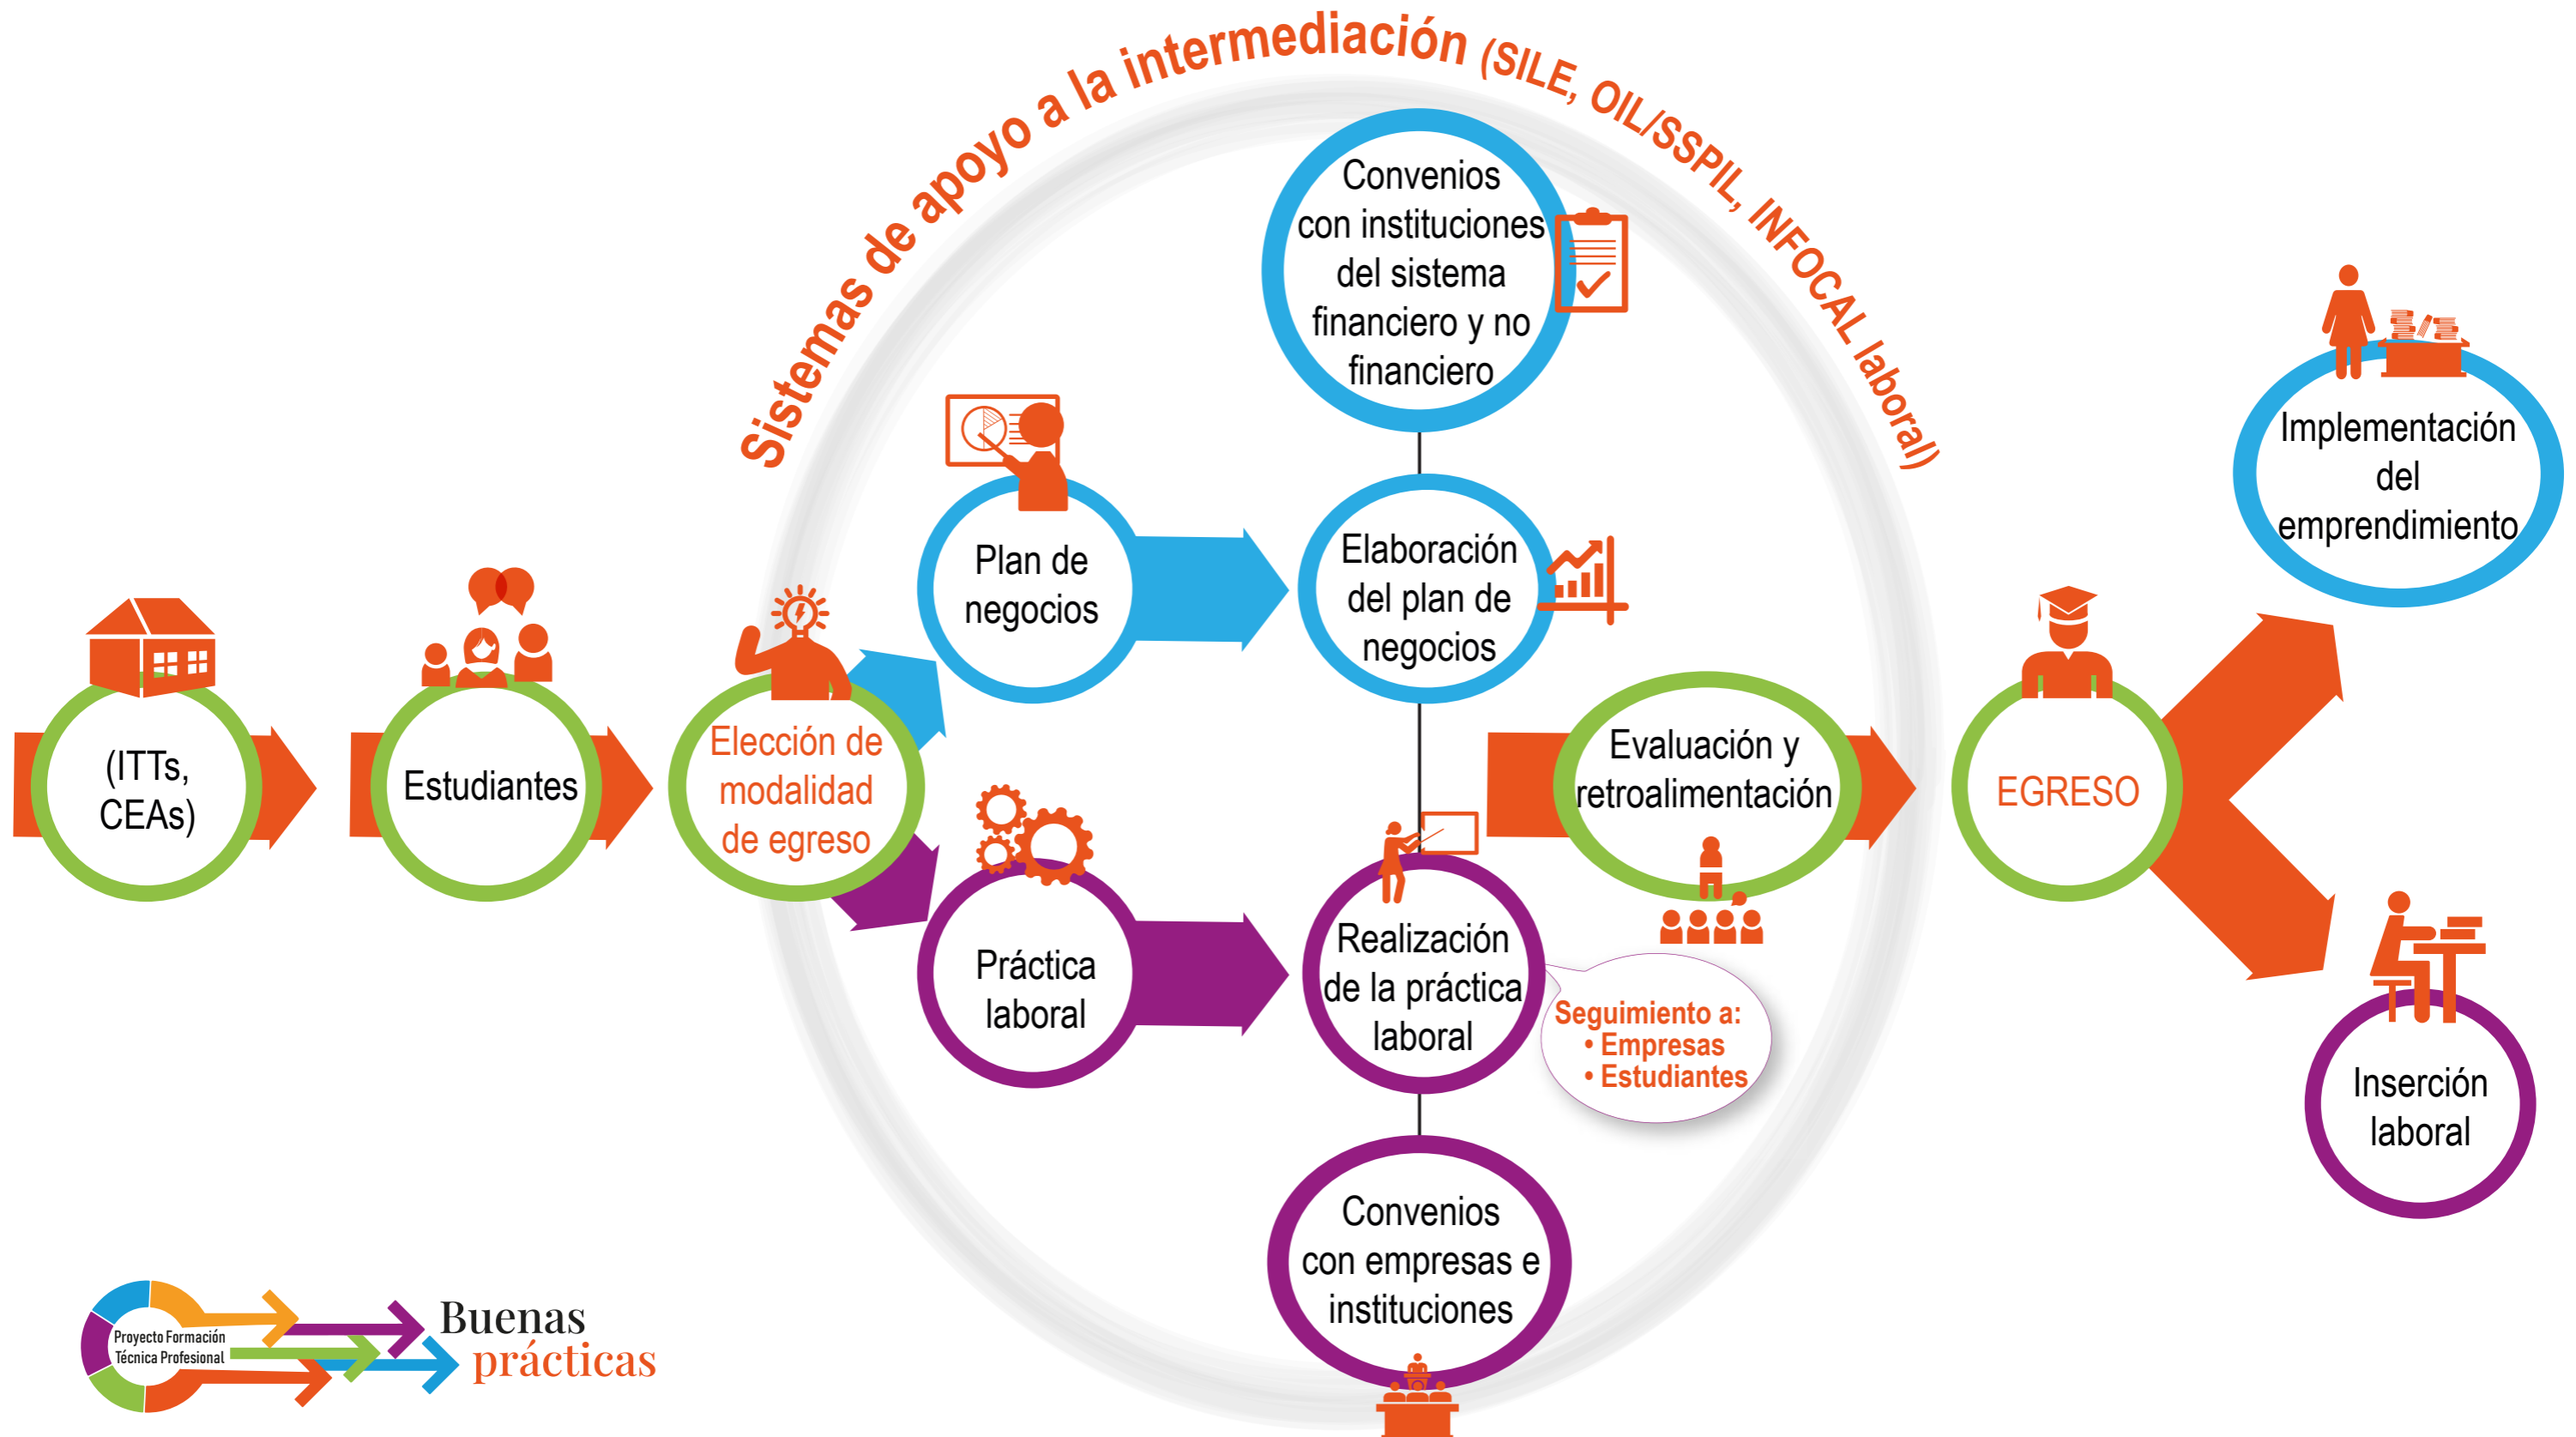 Sistemas de apoyo a la intermediación (SILE, OIL/SSPIL, INFOCAL laboral)
(ITTs,
CEAs)
Estudiantes
Elección de
modalidad
de egreso
Plan de
negocios
Práctica
laboral
Convenios
con instituciones
del sistema
financiero y no
financiero
Elaboración
del plan de
negocios
Realización
de la práctica
laboral
Seguimiento a:
• Empresas
• Estudiantes
Convenios
con empresas e
instituciones
Evaluación y
retroalimentación
EGRESO
Implementación
del
emprendimiento
Inserción
laboral
Proyecto Formación
Técnica Profesional
Buenas
prácticas